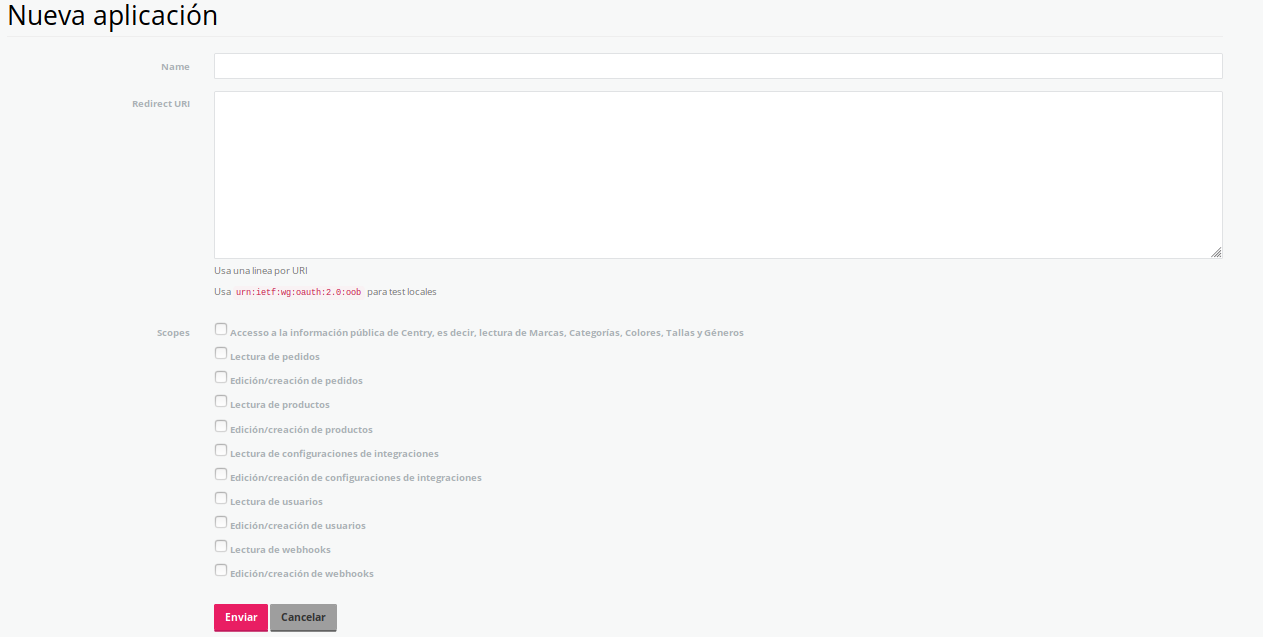 Nueva aplicación
Name
Redirect URI
Usa una linea por URI
Usa urn:ietf:wg:oauth:2.0:oob para test locales
Scopes
Accesso a la información pública de Centry, es decir, lectura de Marcas, Categorías, Colores, Tallas y Géneros
Lectura de pedidos
Edición/creación de pedidos
Lectura de productos
Edición/creación de productos
Lectura de configuraciones de integraciones
Edición/creación de configuraciones de integraciones
Lectura de usuarios
Edición/creación de usuarios
Lectura de webhooks
Edición/creación de webhooks
Enviar Cancelar